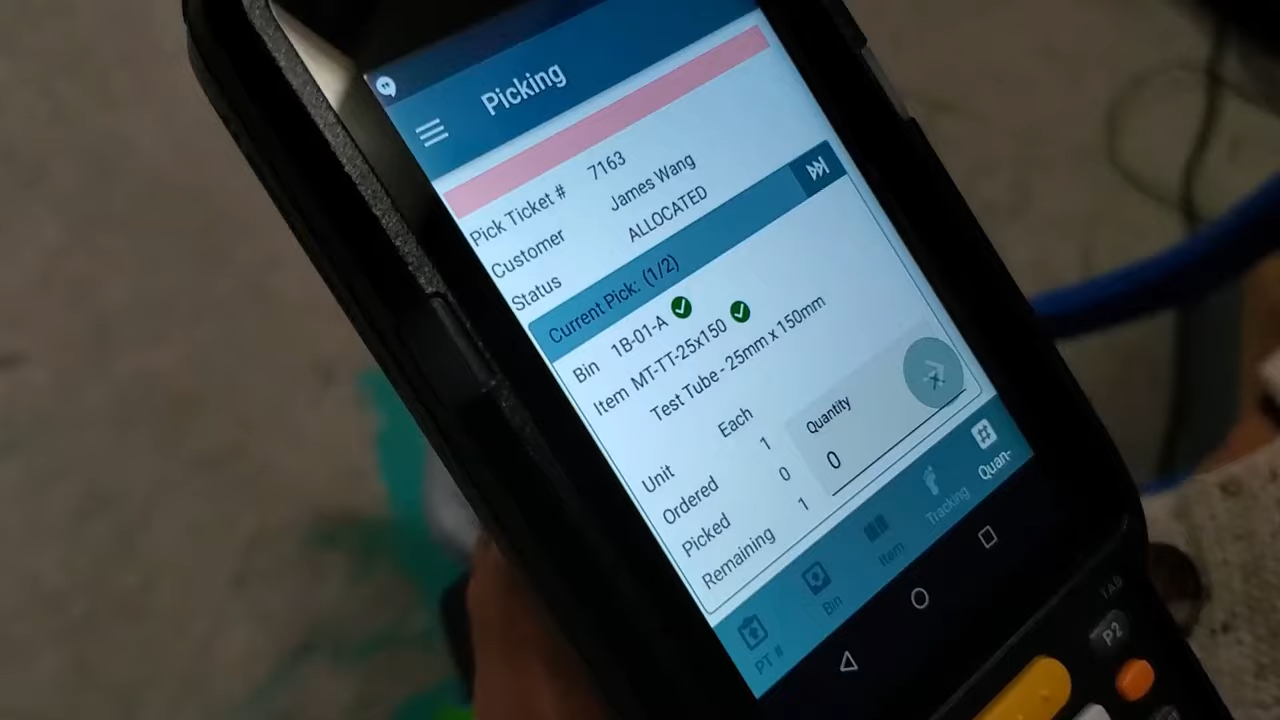 Picking
Pick Ticket # 7163
Customer James Wang
Status ALLOCATED
Current Pick: (1/2)
Bin 1B-01-A
Item MT-TT-25x150
Test Tube - 25mm x 150mm
Unit Each
Ordered 1
Picked 0
Remaining 1
Quantity
0
PT #
Bin
Item
Tracking
Quan-
TAB
P2